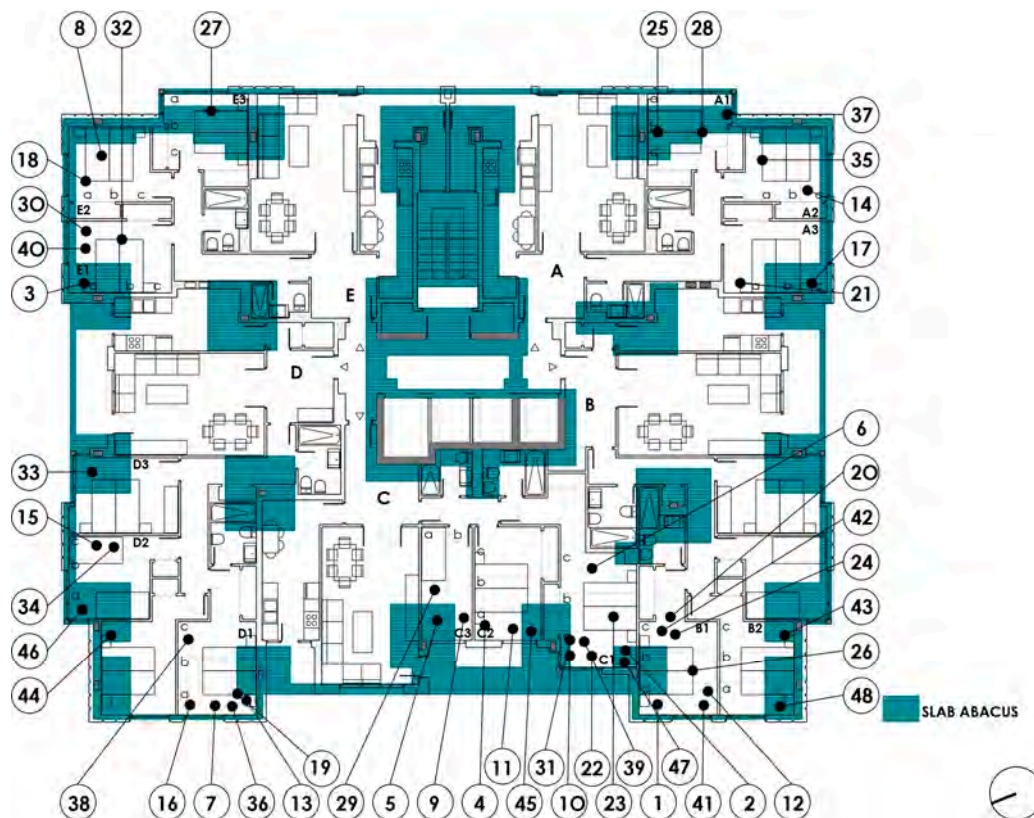 8 32 27 25 28
37
18 35
30 14
40 17
3 21
a E3 A1
a
c
a b c
E2 A2
A3
E1
A
E
D
B
6
33 20
15 42
34 24
46 43
44 26
48
D3
D2
C
a b
c
D1 C3 C2 C1 B1 B2
SLAB ABACUS
11 31 22 39 47
19
38 16 7 36 13 29 5 9 4 45 10 23 1 41 2 12